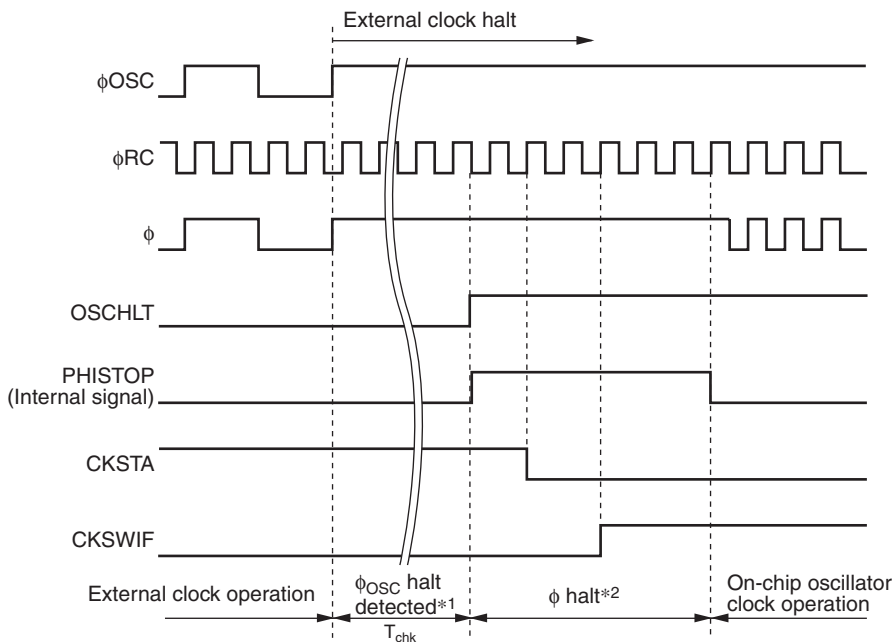 External clock halt
φOSC
φRC
φ
OSCHLT
PHISTOP
(Internal signal)
CKSTA
CKSWIF
External clock operation
φOSC halt
detected*1
Tchk
φ halt*2
On-chip oscillator
clock operation